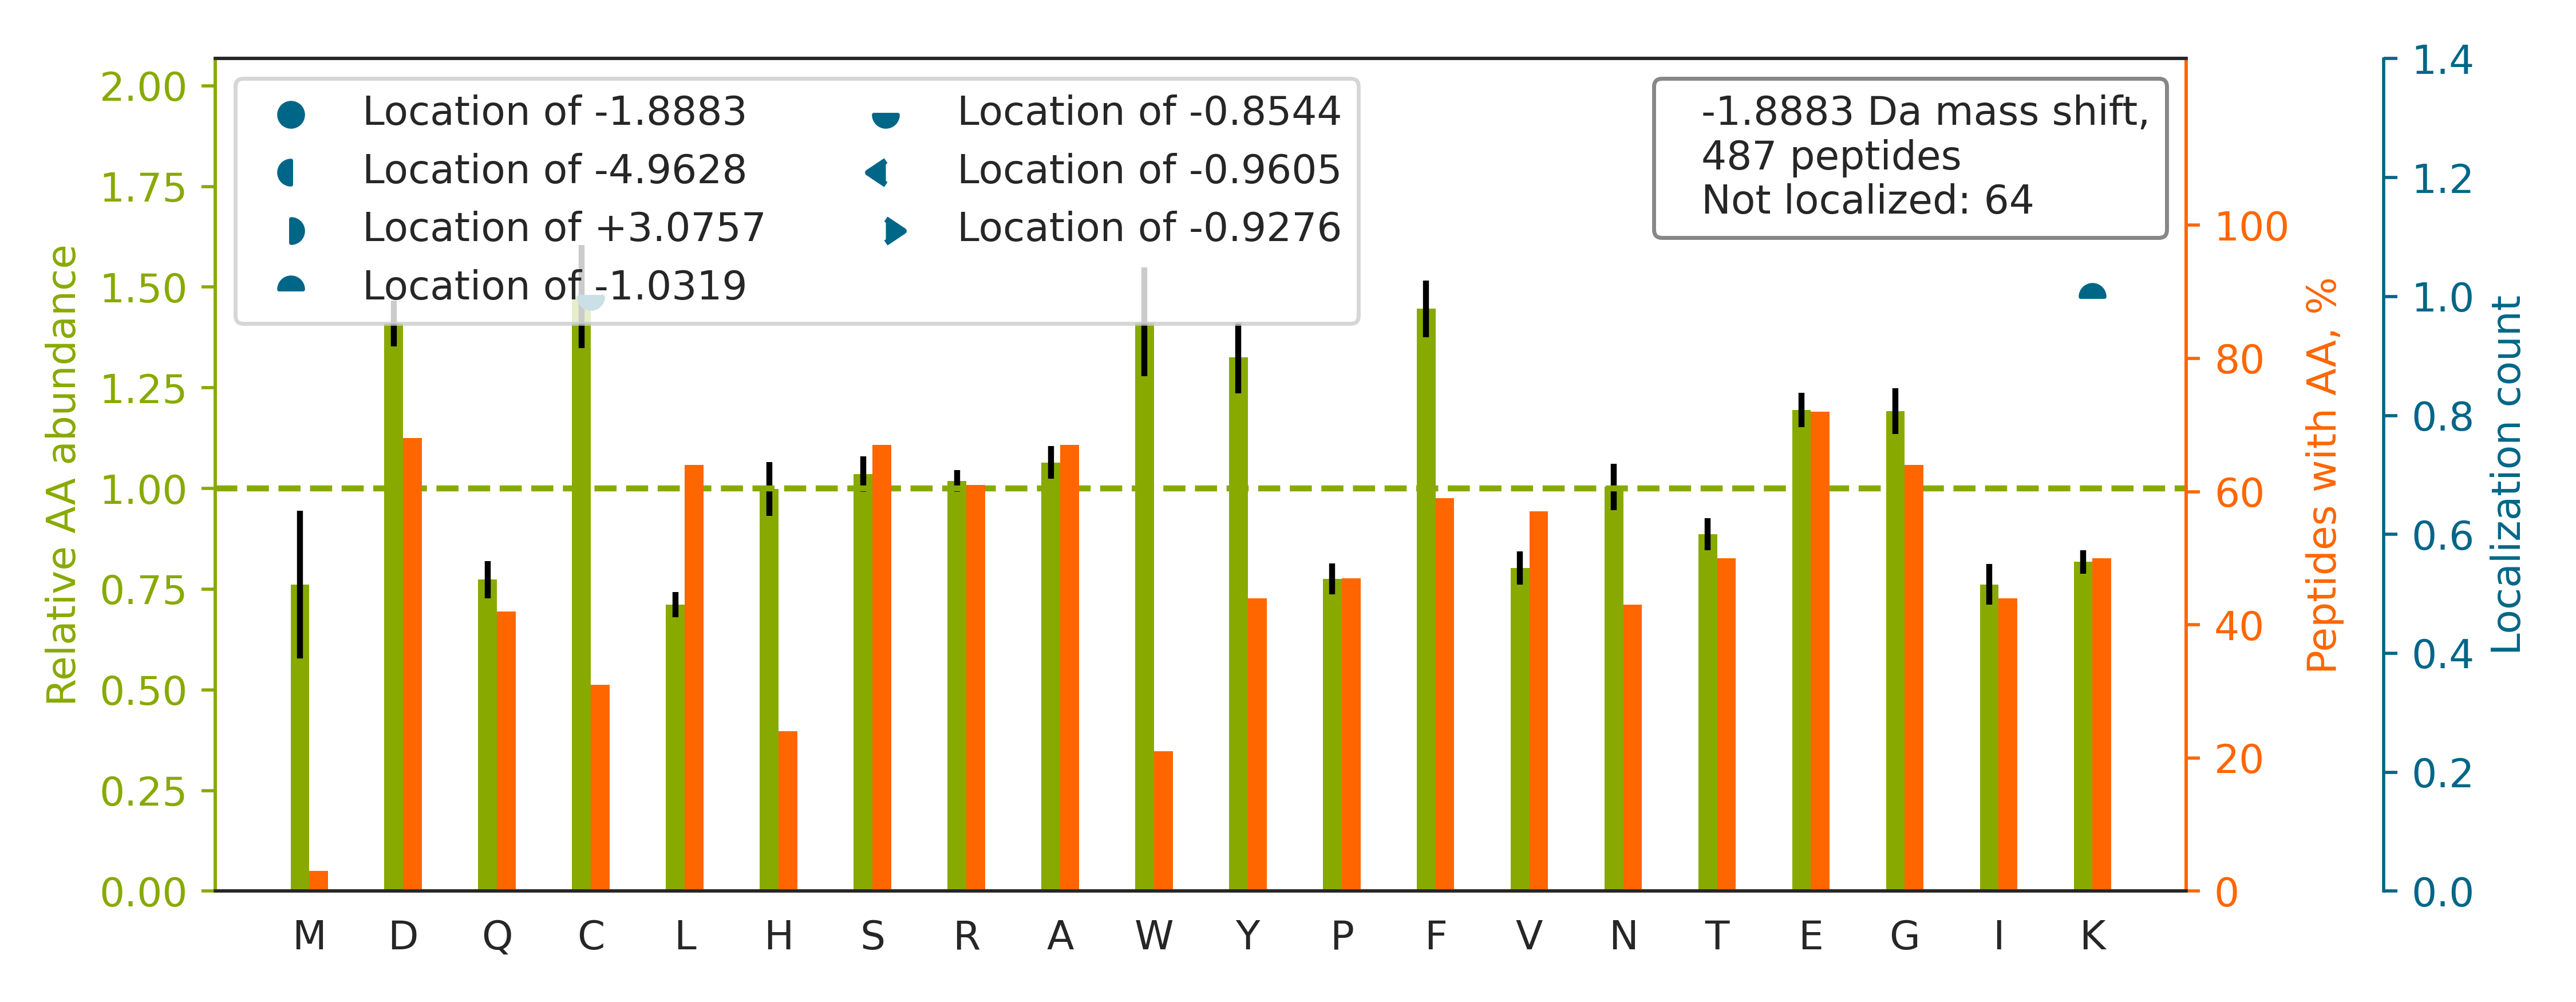 2.00
1.75
1.50
1.25
1.00
0.75
0.50
0.25
0.00
Relative AA abundance
Location of -1.8883
Location of -4.9628
Location of +3.0757
Location of -1.0319
Location of -0.8544
Location of -0.9605
Location of -0.9276
-1.8883 Da mass shift,
487 peptides
Not localized: 64
100
80
60
40
20
0
Peptides with AA, %
1.4
1.2
1.0
0.8
0.6
0.4
0.2
0.0
Localization count
M D Q C L H S R A W Y P F V N T E G I K